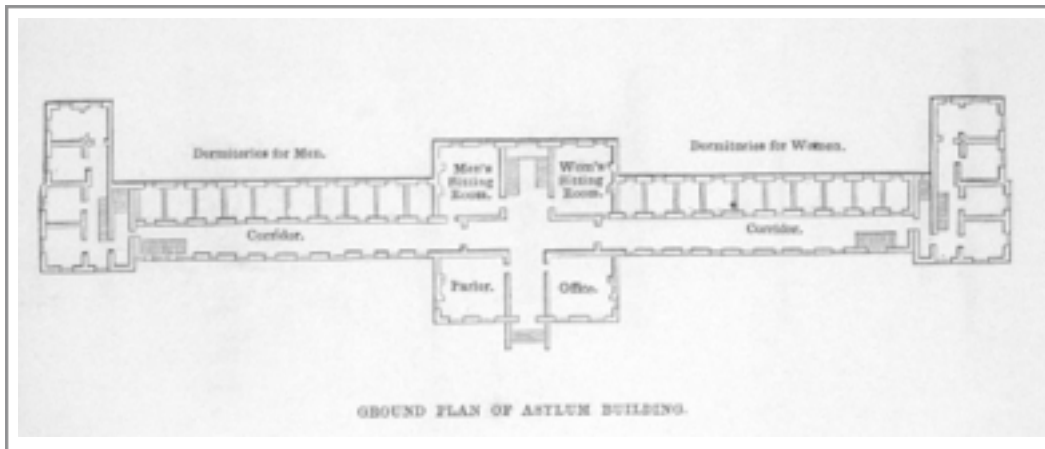 Dormitories for Men.
Dormitories for Women.
Men's
Sitting
Room.
Wom's
Sitting
Room.
Corridor.
Corridor.
Parlor.
Office.
GROUND PLAN OF ASYLUM BUILDING.